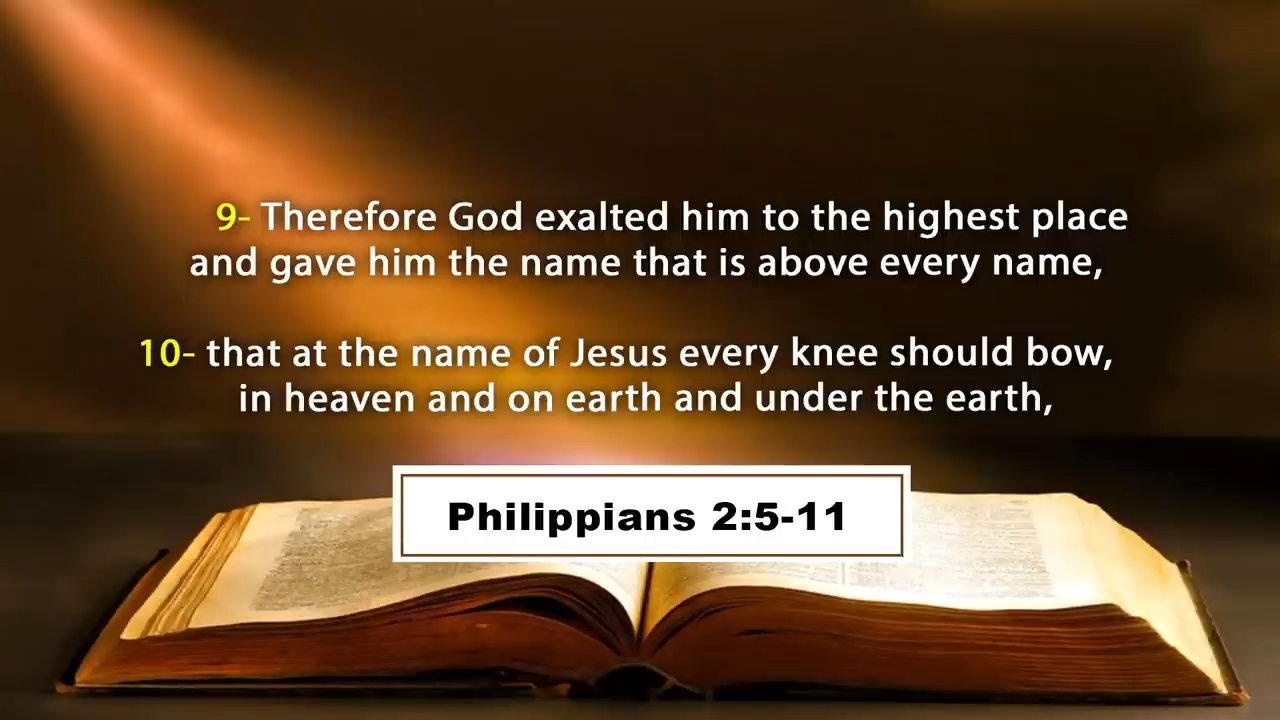 9- Therefore God exalted him to the highest place
and gave him the name that is above every name,
10- that at the name of Jesus every knee should bow,
in heaven and on earth and under the earth,
Philippians 2:5-11